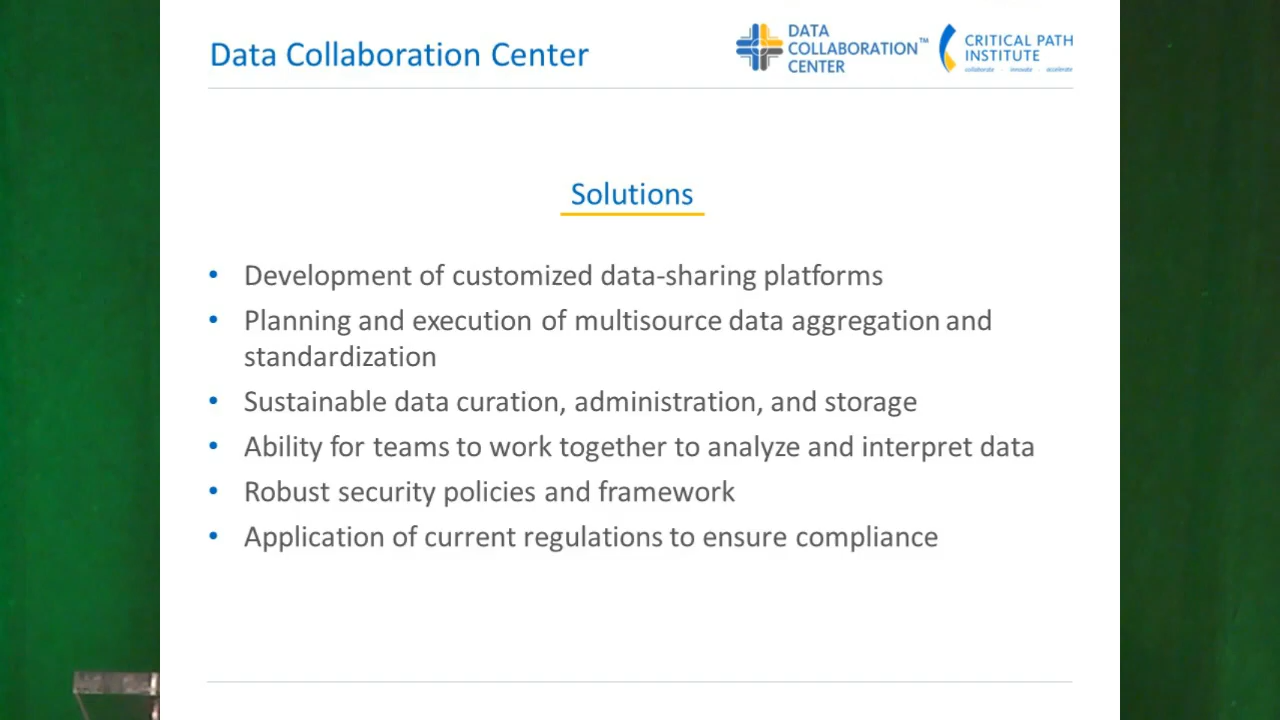 Data Collaboration Center
DATA
COLLABORATION™
CENTER
CRITICAL PATH
INSTITUTE
collaborate - innovate - accelerate
Solutions
• Development of customized data-sharing platforms
• Planning and execution of multisource data aggregation and
standardization
• Sustainable data curation, administration, and storage
• Ability for teams to work together to analyze and interpret data
• Robust security policies and framework
• Application of current regulations to ensure compliance